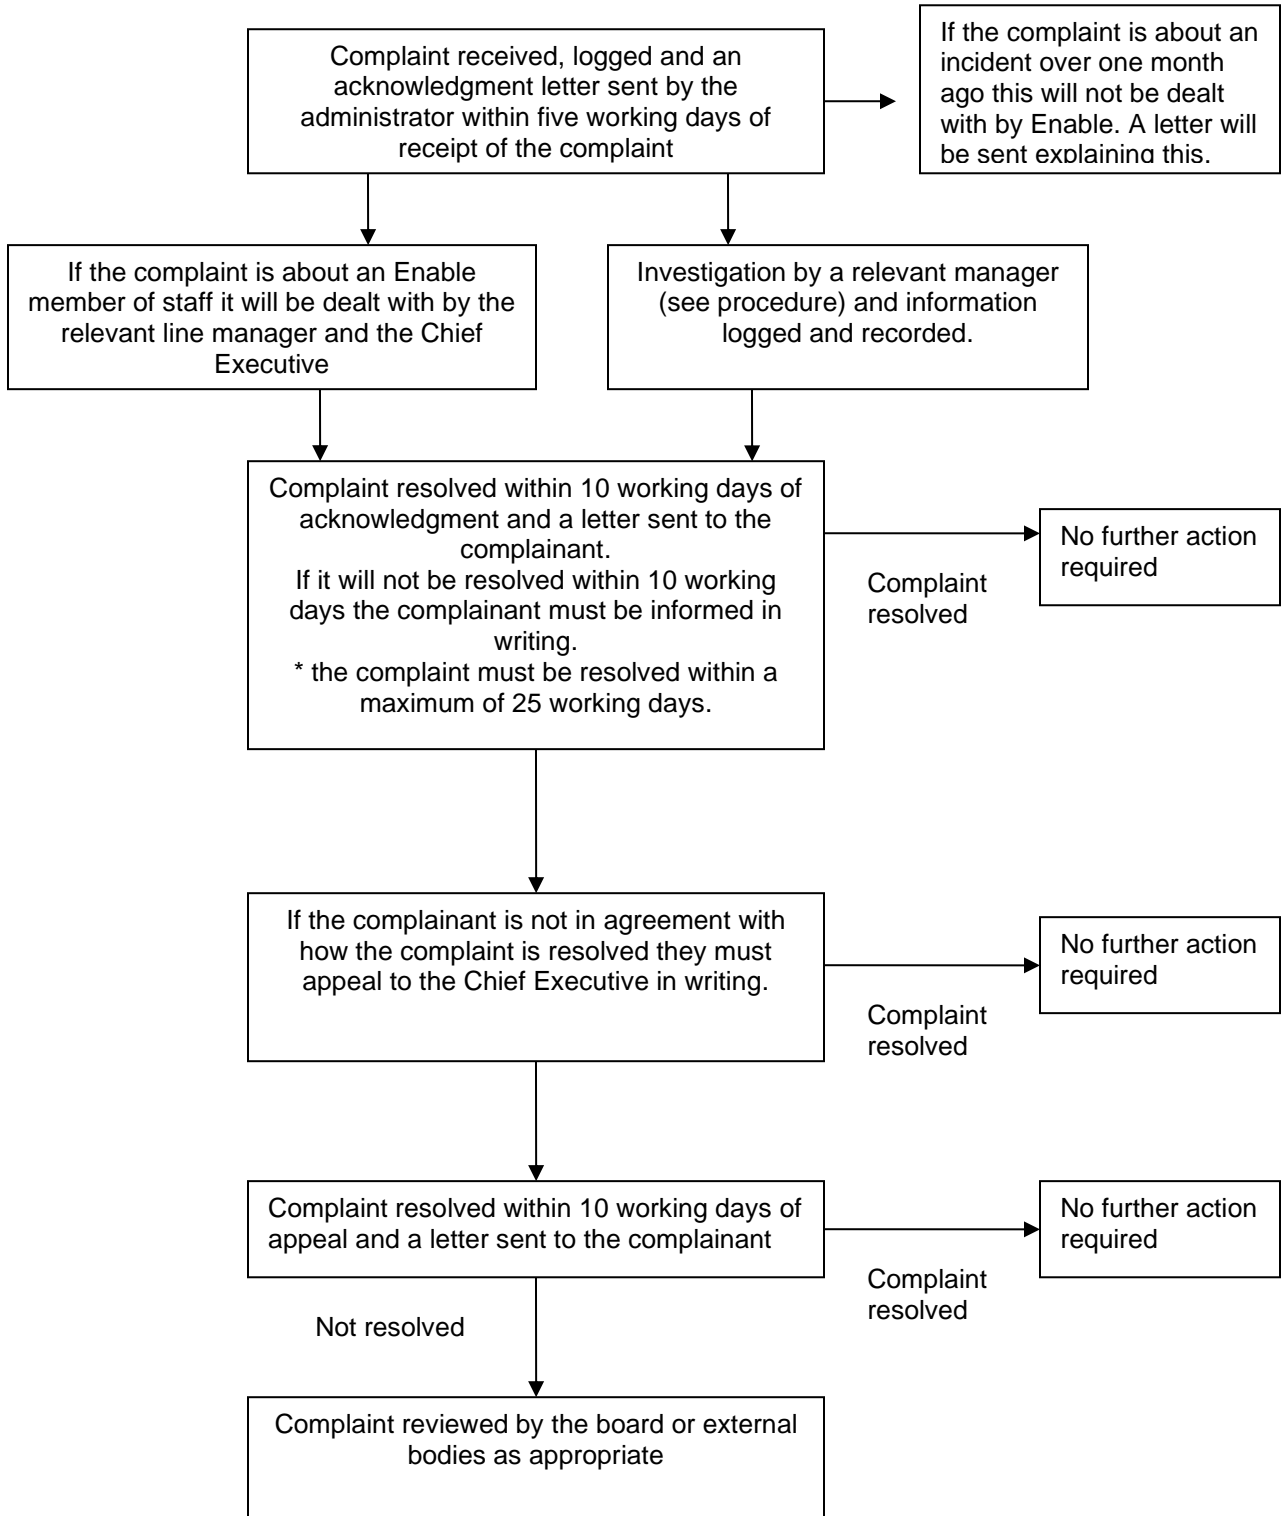 Complaint received, logged and an
acknowledgment letter sent by the
administrator within five working days of
receipt of the complaint
If the complaint is about an
incident over one month
ago this will not be dealt
with by Enable. A letter will
be sent explaining this.
If the complaint is about an Enable
member of staff it will be dealt with by the
relevant line manager and the Chief
Executive
Investigation by a relevant manager
(see procedure) and information
logged and recorded.
Complaint resolved within 10 working days of
acknowledgment and a letter sent to the
complainant.
If it will not be resolved within 10 working
days the complainant must be informed in
writing.
* the complaint must be resolved within a
maximum of 25 working days.
Complaint
resolved
No further action
required
If the complainant is not in agreement with
how the complaint is resolved they must
appeal to the Chief Executive in writing.
Complaint
resolved
No further action
required
Complaint resolved within 10 working days of
appeal and a letter sent to the complainant
Complaint
resolved
No further action
required
Not resolved
Complaint reviewed by the board or external
bodies as appropriate